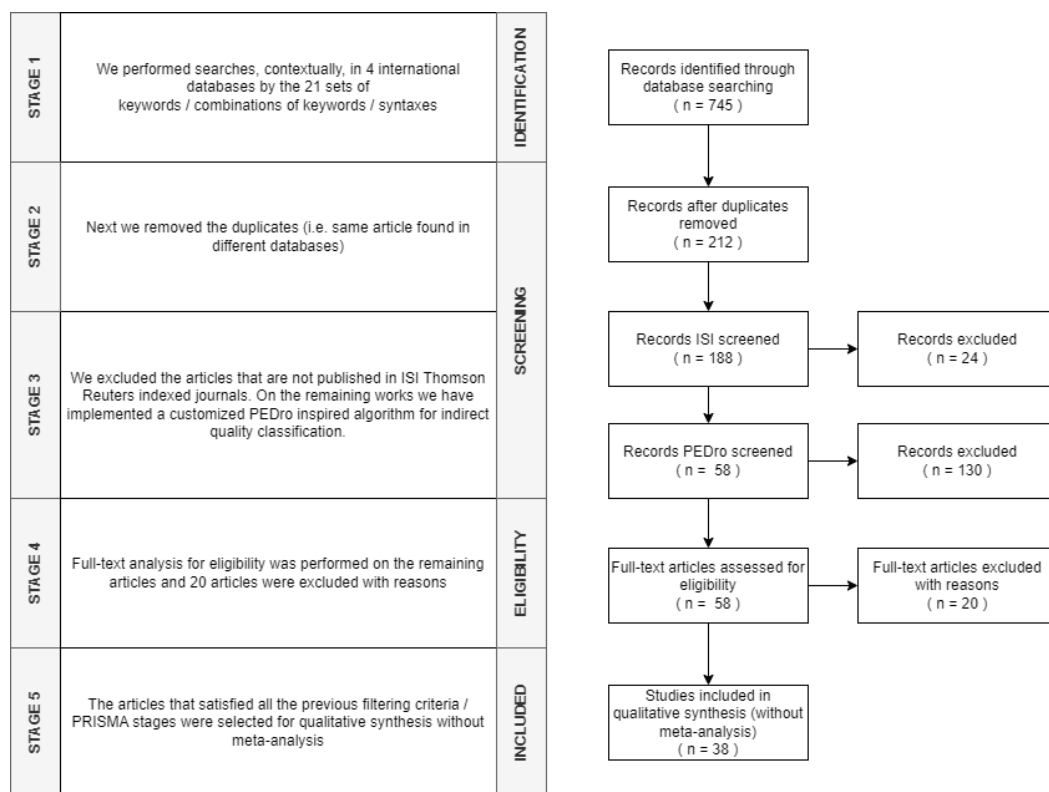 STAGE 1
We performed searches, contextually, in 4 international
databases by the 21 sets of
keywords / combinations of keywords / syntaxes
IDENTIFICATION
Records identified through
database searching
( n = 745)
STAGE 2
Next we removed the duplicates (i.e. same article found in
different databases)
SCREENING
Records after duplicates
removed
( n = 212)
STAGE 3
We excluded the articles that are not published in ISI Thomson
Reuters indexed journals. On the remaining works we have
implemented a customized PEDro inspired algorithm for indirect
quality classification.
Records ISI screened
( n = 188)
Records excluded
( n = 24)
Records PEDro screened
( n = 58)
Records excluded
( n = 130)
STAGE 4
Full-text analysis for eligibility was performed on the remaining
articles and 20 articles were excluded with reasons
ELIGIBILITY
Full-text articles assessed for
eligibility
( n = 58)
Full-text articles excluded
with reasons
( n = 20)
STAGE 5
The articles that satisfied all the previous filtering criteria /
PRISMA stages were selected for qualitative synthesis without
meta-analysis
INCLUDED
Studies included in
qualitative synthesis (without
meta-analysis)
( n = 38)